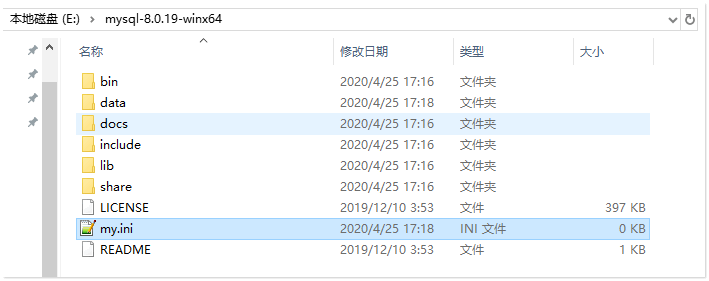 本地磁盘 (E:) › mysql-8.0.19-winx64
名称 修改日期 类型 大小
bin 2020/4/25 17:16 文件夹
data 2020/4/25 17:18 文件夹
docs 2020/4/25 17:16 文件夹
include 2020/4/25 17:16 文件夹
lib 2020/4/25 17:16 文件夹
share 2020/4/25 17:16 文件夹
LICENSE 2019/12/10 3:53 文件 397 KB
my.ini 2020/4/25 17:18 INI 文件 0 KB
README 2019/12/10 3:53 文件 1 KB